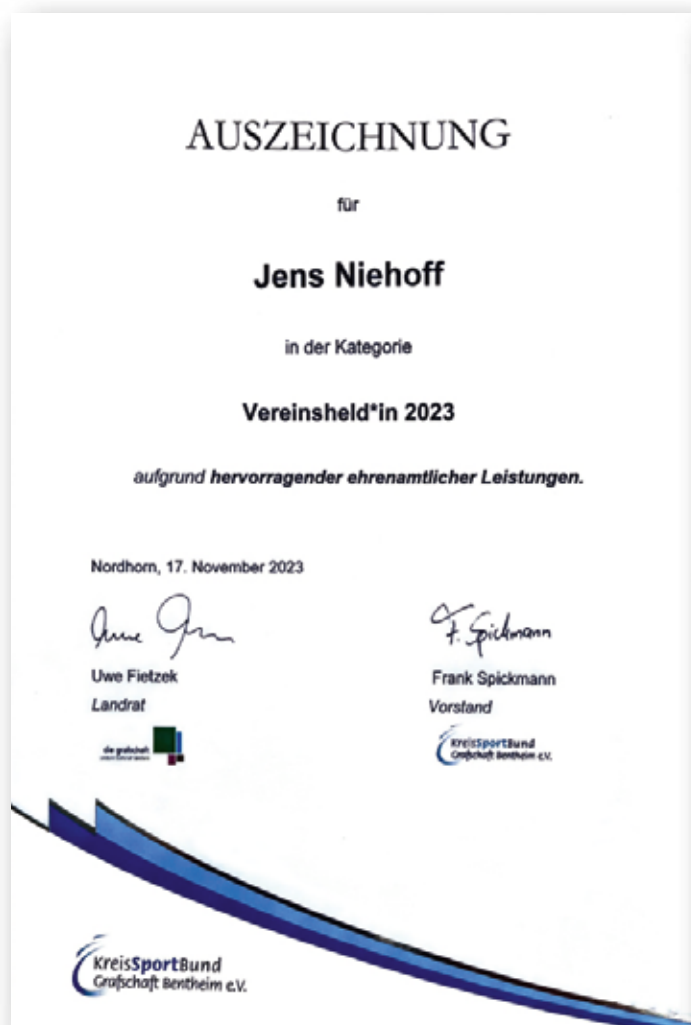 AUSZEICHNUNG
für
Jens Niehoff
in der Kategorie
Vereinsheld*in 2023
aufgrund hervorragender ehrenamtlicher Leistungen.
Nordhorn, 17. November 2023
F. Spickmann
Uwe Fietzek
Landrat
Frank Spickmann
Vorstand
die grafschaft
KreisSportBund
Grafschaft Bentheim e.V.
KreisSportBund
Grafschaft Bentheim e.V.